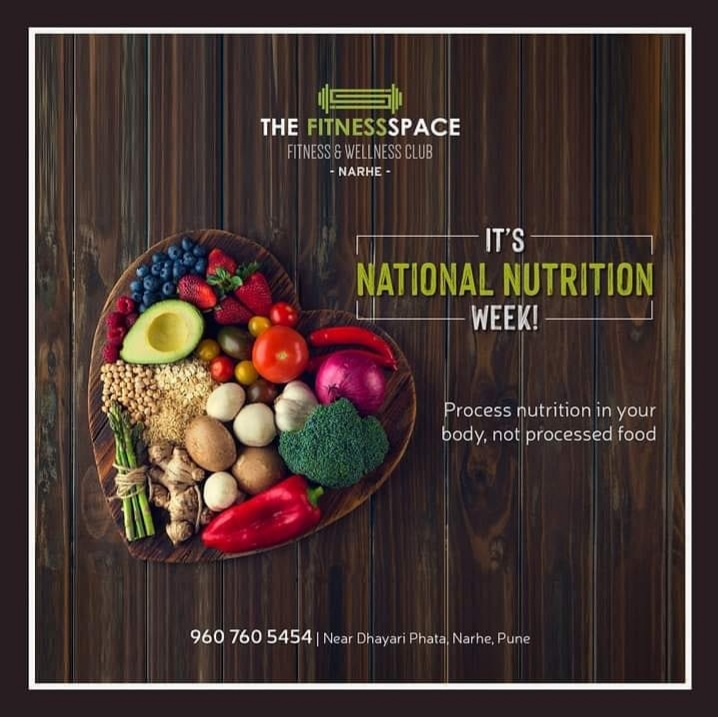 THE FITNESSSPACE
FITNESS & WELLNESS CLUB
- NARHE -
IT'S
NATIONAL NUTRITION
WEEK!
Process nutrition in your
body, not processed food
960 760 5454 | Near Dhayari Phata, Narhe, Pune